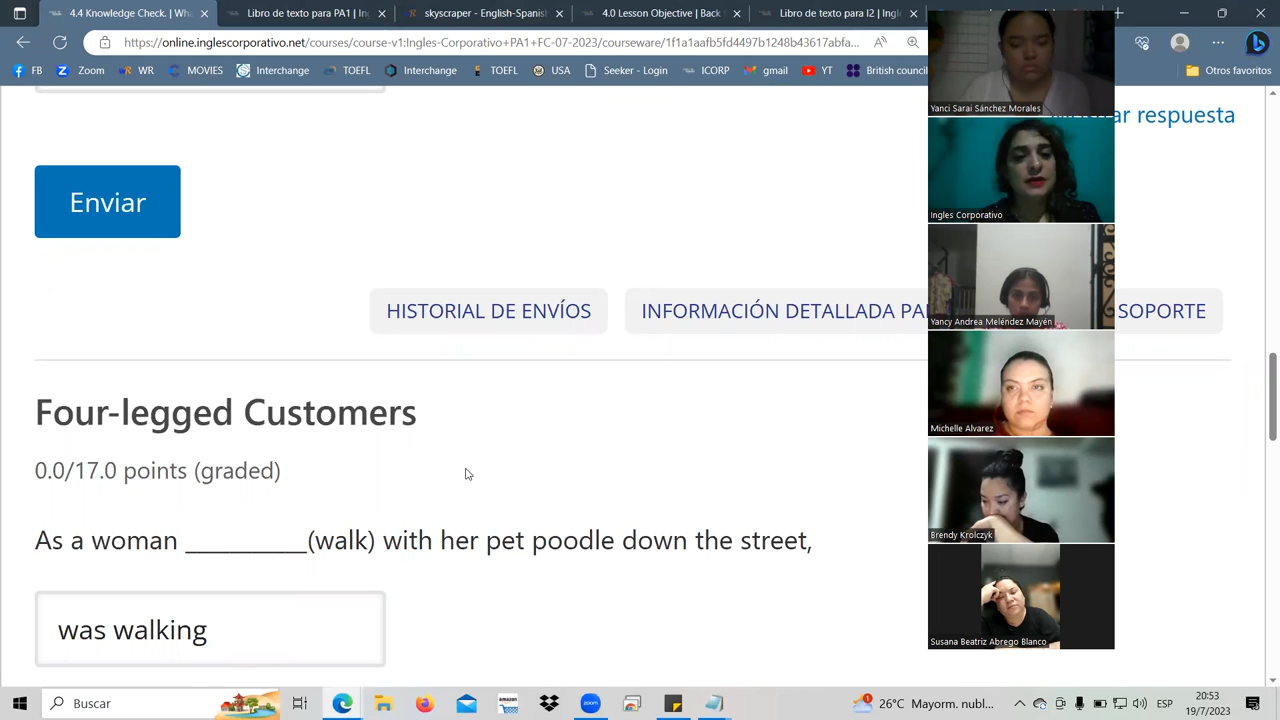 4.4 Check | Wh
Libro de texto para PA1 | In
skyscraper - English-Spanis
4.0 Lesson Objective | Back
Libro de texto para I2 | Ingl
https://online.inglescorporativo.net/courses/course-v1:Ingles-Corporativo+PA1+FC-07-2023/courseware/1f1a1aafb5fd4497b1248b43617abfa...
FB
Zoom
WR
MOVIES
Interchange
TOEFL
Interchange
TOEFL
USA
Seeker - Login
ICORP
gmail
YT
British counci
Otros favoritos
Yanci Sarai Sánchez Morales
ar respuesta
Enviar
Ingles Corporativo
HISTORIAL DE ENVÍOS
INFORMACIÓN DETALLADA PA
SOPORTE
Yancy Andrea Meléndez Mayén
Four-legged Customers
Michelle Alvarez
0.0/17.0 points (graded)
As a woman __________(walk) with her pet poodle down the street,
Brendy Krolczyk
was walking
Susana Beatriz Abrego Blanco
Buscar
amazon
zoom
1
26°C Mayorm. nubl...
ESP
20:53
19/7/2023